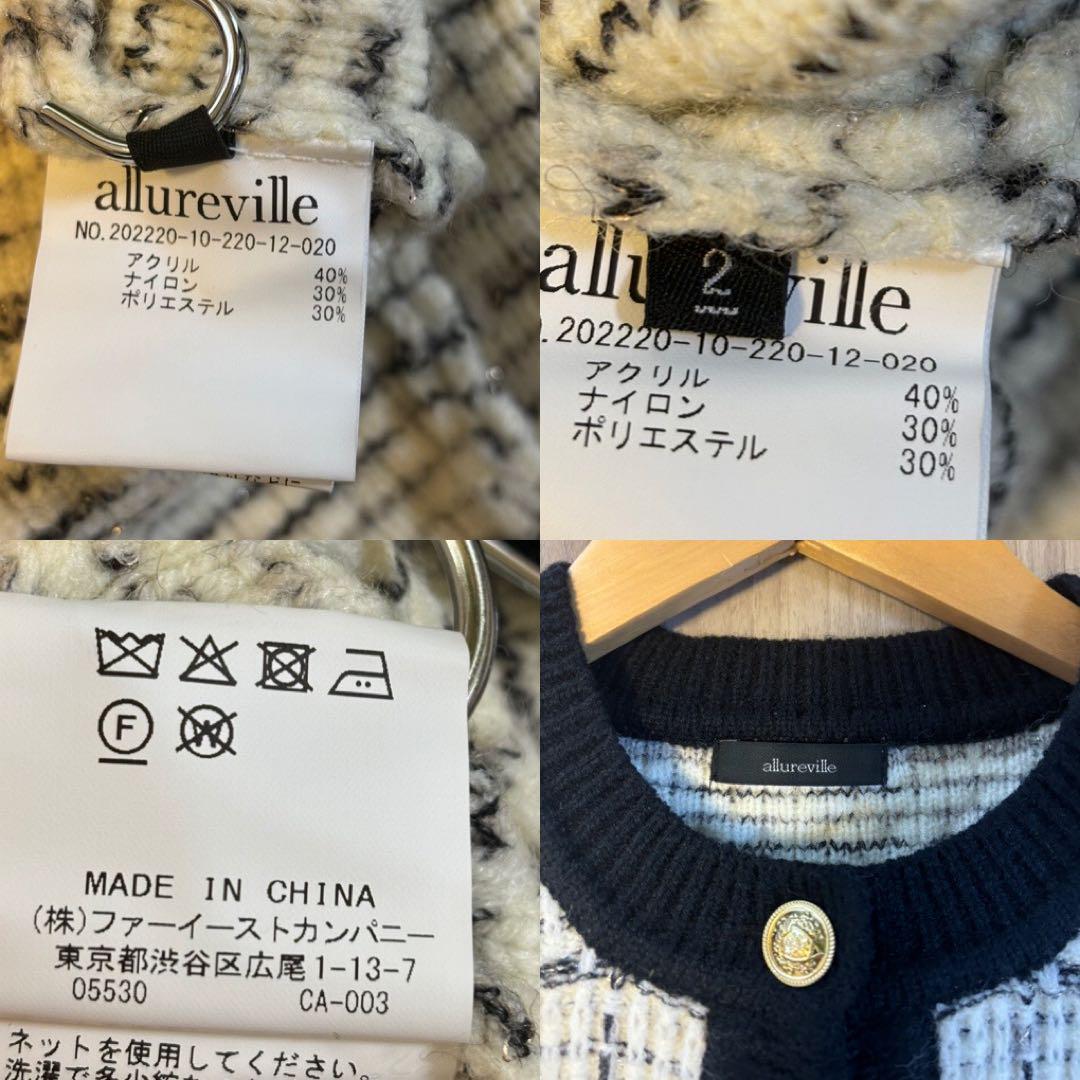 allureville
NO.202220-10-220-12-020
アクリル 40%
ナイロン 30%
ポリエステル 30%
2
ville
.202220-10-220-12-020
アクリル 40%
ナイロン 30%
ポリエステル 30%
F
W
MADE IN CHINA
(株)ファーイーストカンパニー
東京都渋谷区広尾1-13-7
05530 CA-003
ネットを使用してください。
allureville